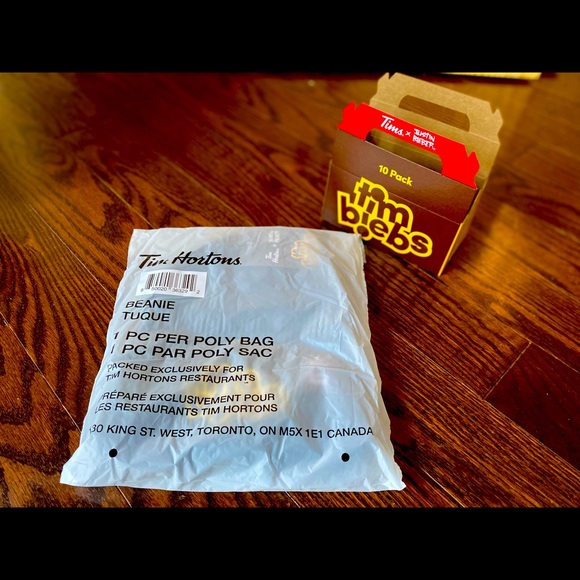 Tims × JUSTIN BIEBER
10 Pack
tim
biebs
Tim Hortons
BEANIE
TUQUE
1 PC PER POLY BAG
1 PC PAR POLY SAC
PACKED EXCLUSIVELY FOR
TIM HORTONS RESTAURANTS
PRÉPARÉ EXCLUSIVEMENT POUR
LES RESTAURANTS TIM HORTONS
130 KING ST. WEST, TORONTO, ON M5X 1E1 CANADA